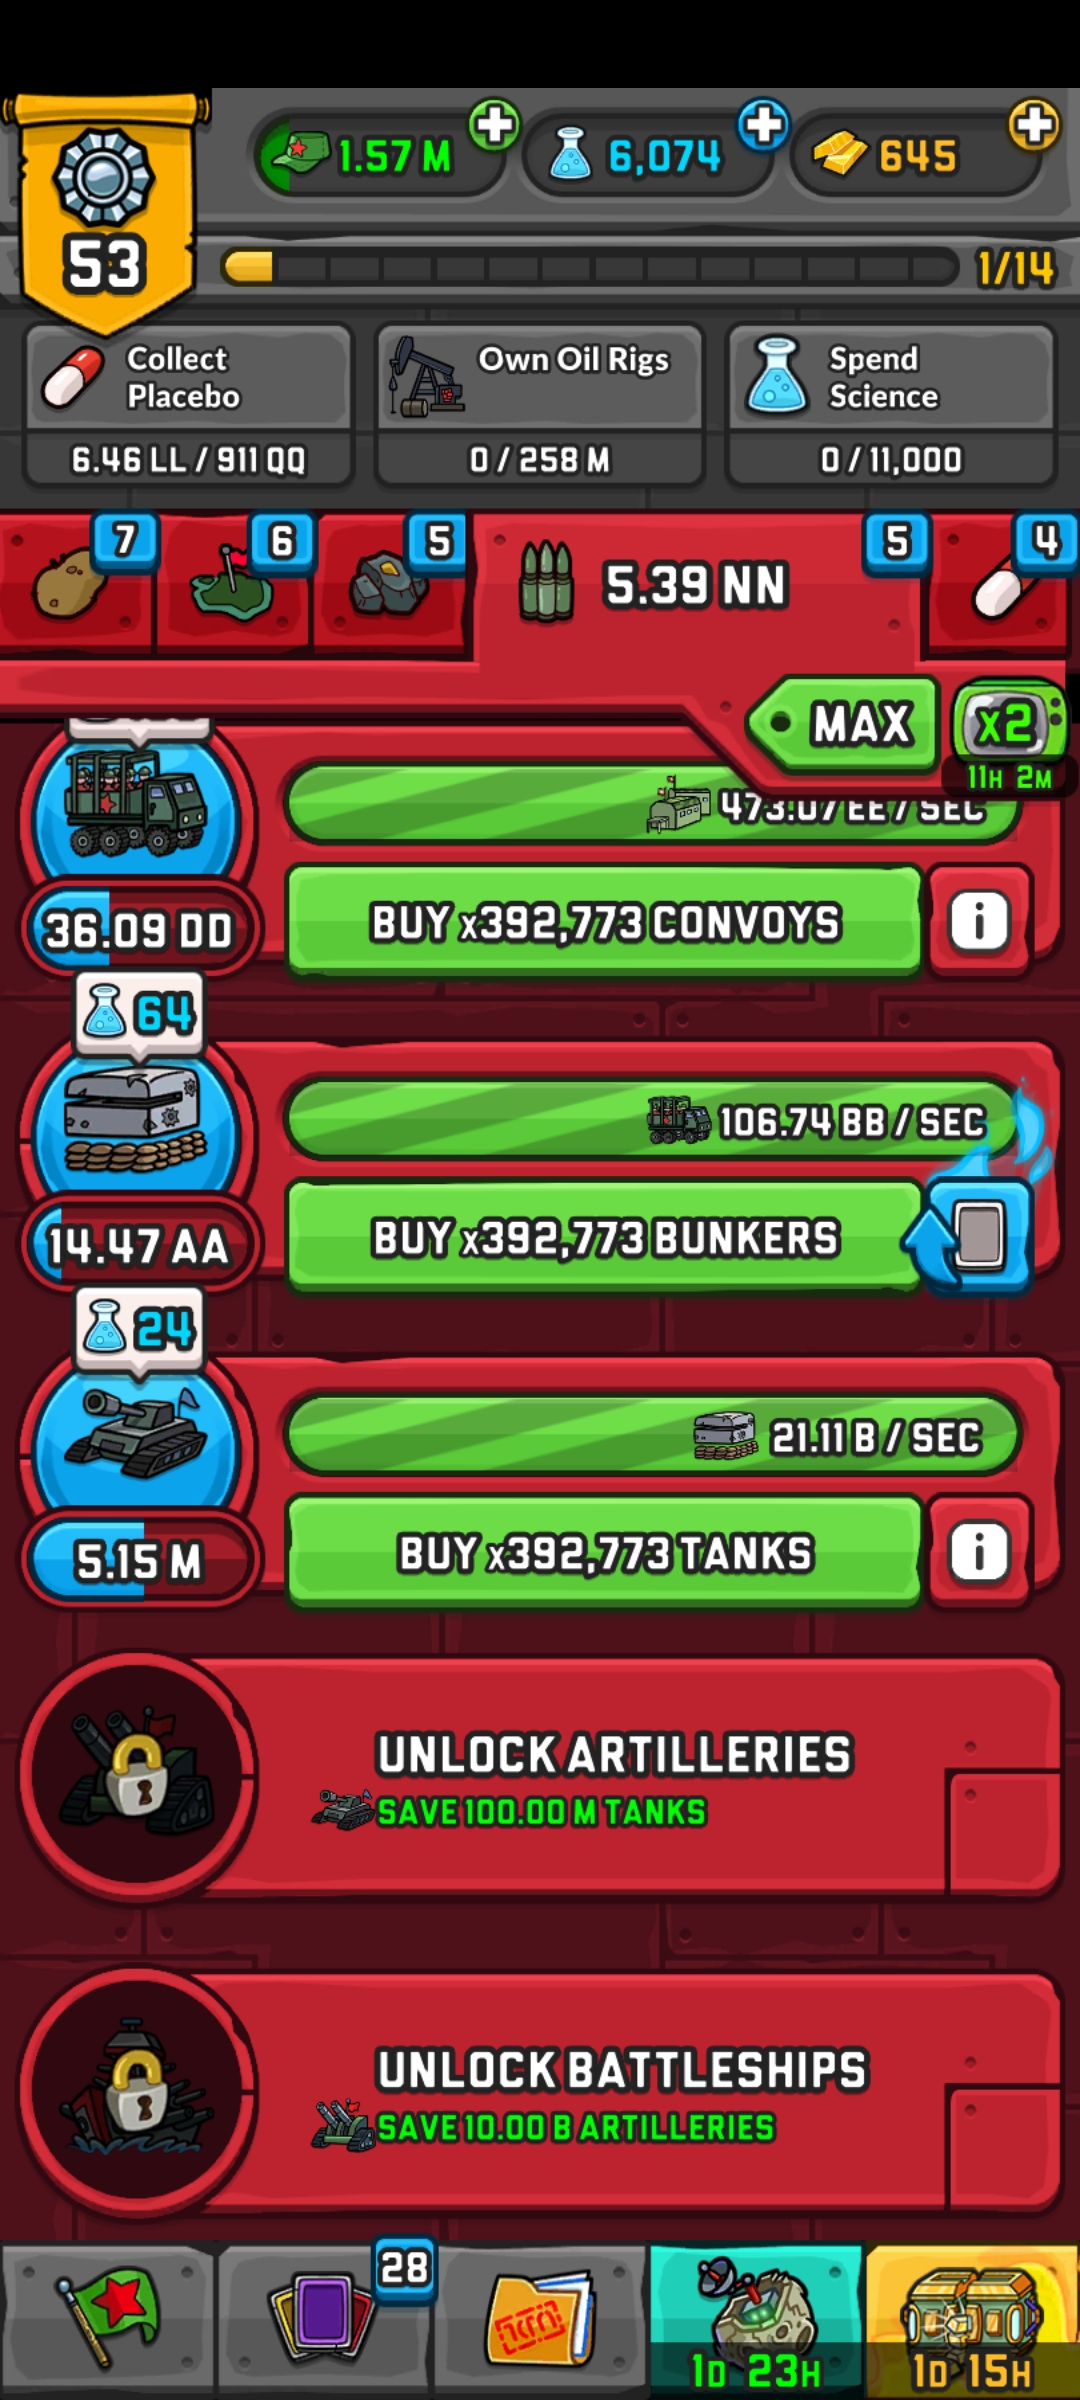 1.57 M
6,074
645
53
1/14
Collect
Placebo
6.46 LL / 911 QQ
Own Oil Rigs
0 / 258 M
Spend
Science
0 / 11,000
7
6
5
5.39 NN
5
4
MAX
x2
11H 2M
473.07 EE / SEC
36.09 DD
BUY x392,773 CONVOYS
i
64
106.74 BB / SEC
14.47 AA
BUY x392,773 BUNKERS
24
21.11 B / SEC
5.15 M
BUY x392,773 TANKS
i
UNLOCK ARTILLERIES
SAVE 100.00 M TANKS
UNLOCK BATTLESHIPS
SAVE 10.00 B ARTILLERIES
28
1D 23H
1D 15H